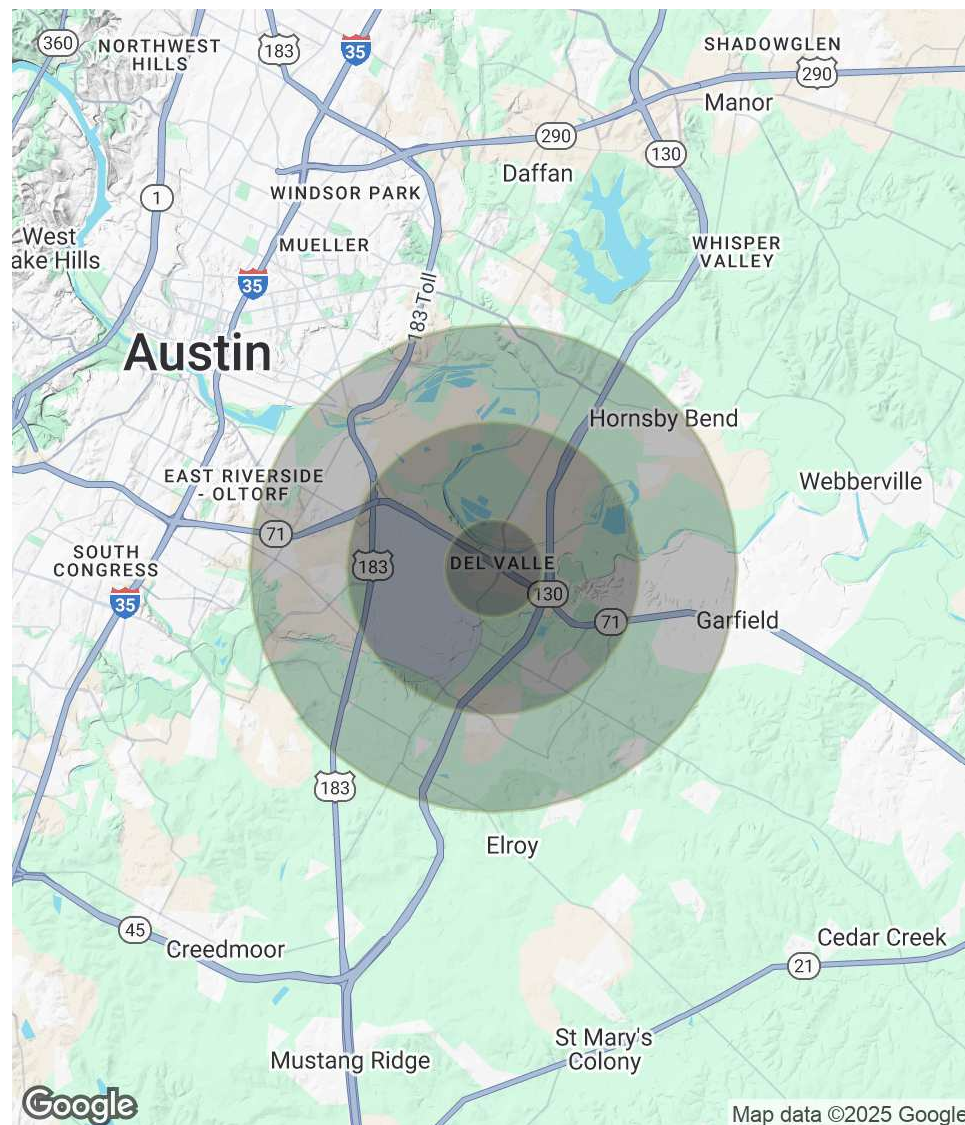 360
NORTHWEST
HILLS
183
35
SHADOWGLEN
290
Manor
290
130
Daffan
1
WINDSOR PARK
West
ake Hills
MUELLER
WHISPER
VALLEY
35
183 Toll
Austin
Hornsby Bend
EAST RIVERSIDE
- OLTORF
Webberville
71
SOUTH
CONGRESS
183
DEL VALLE
35
130
71
Garfield
183
Elroy
45
Creedmoor
Cedar Creek
21
St Mary's
Colony
Mustang Ridge
Google
Map data ©2025 Google